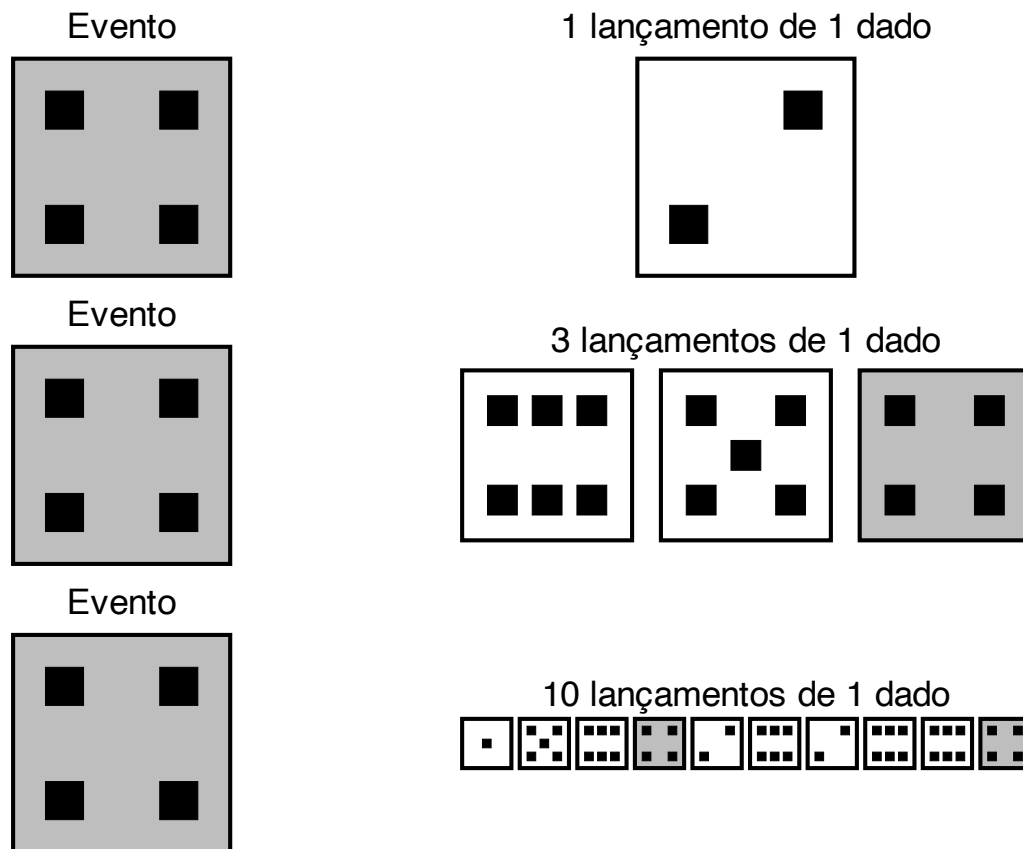 Evento
1 lançamento de 1 dado
Evento
3 lançamentos de 1 dado
Evento
10 lançamentos de 1 dado